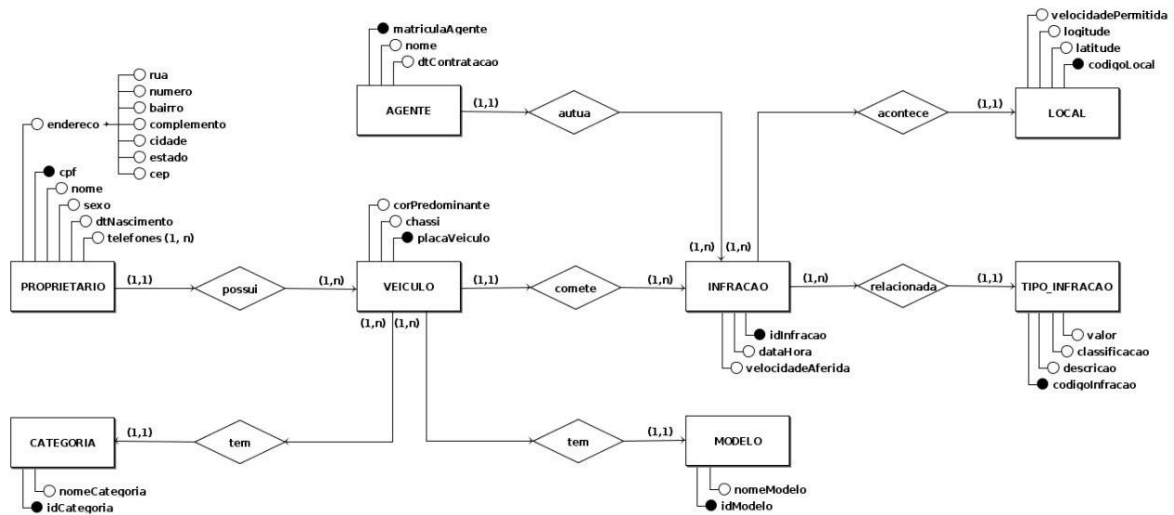 matriculaAgente
nome
dtContratacao
AGENTE
(1,1)
autua
velocidadePermitida
logitude
latitude
codigoLocal
acontece
(1,1)
LOCAL
rua
numero
bairro
endereco +
complemento
cidade
estado
cep
cpf
nome
sexo
dtNascimento
telefones (1, n)
PROPRIETARIO
(1,1)
possui
(1,n)
corPredominante
chassi
placaVeiculo
VEICULO
(1,1)
comete
(1,n)
(1,n) (1,n)
INFRACAO
(1,n)
relacionada
(1,1)
TIPO_INFRACAO
(1,n) (1,n)
idInfracao
dataHora
velocidadeAferida
valor
classificacao
descricao
codigoInfracao
CATEGORIA
(1,1)
tem
nomeCategoria
idCategoria
tem
(1,1)
MODELO
nomeModelo
idModelo